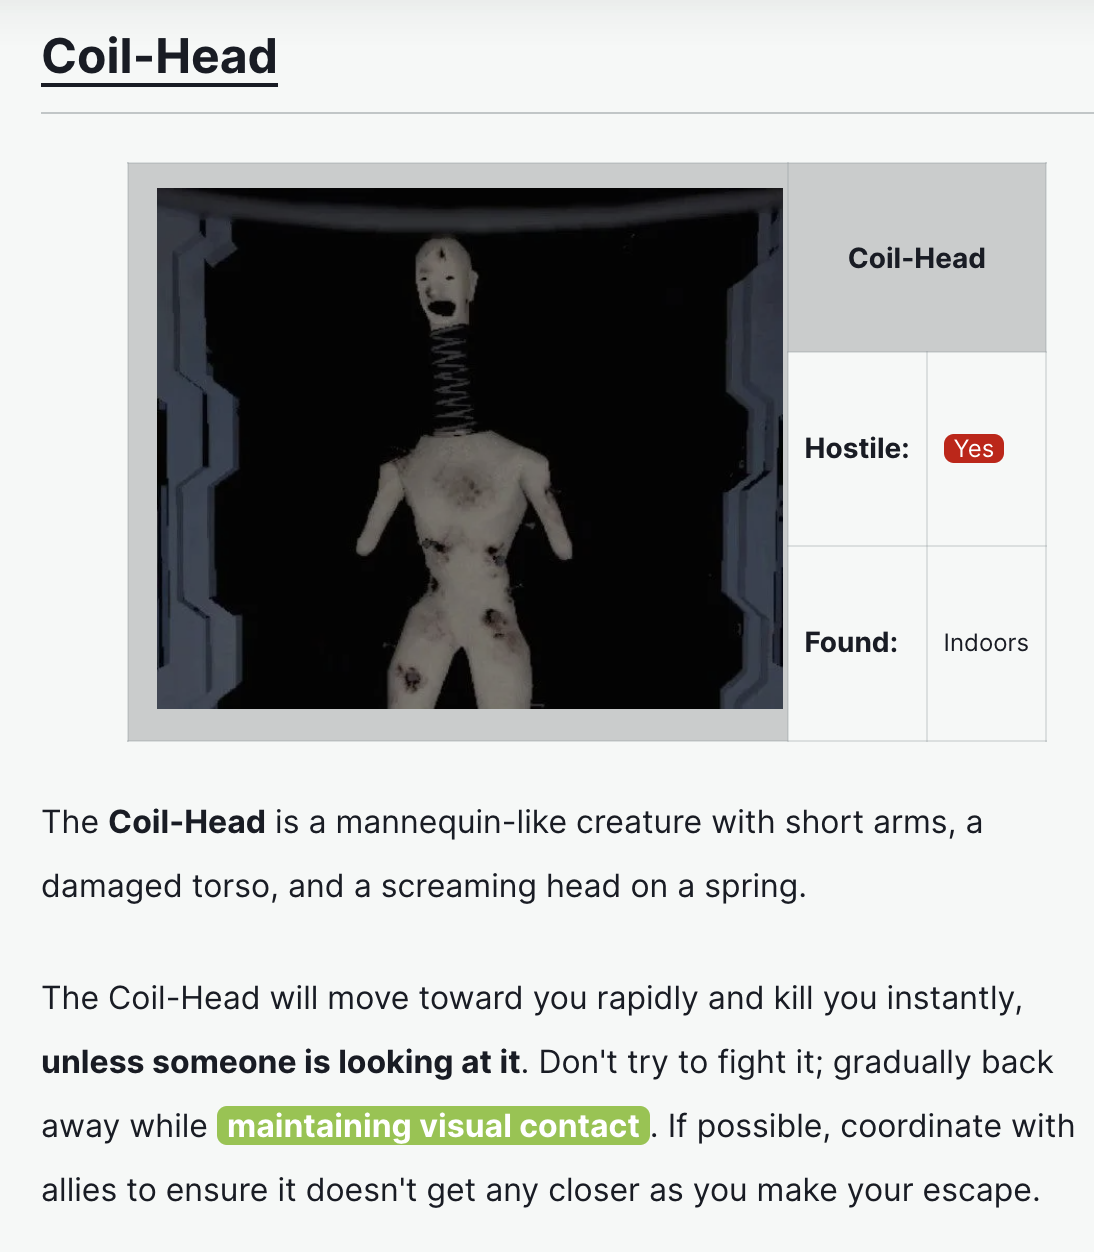 Coil-Head
Coil-Head
Hostile:
Yes
Found:
Indoors
The Coil-Head is a mannequin-like creature with short arms, a
damaged torso, and a screaming head on a spring.
The Coil-Head will move toward you rapidly and kill you instantly,
unless someone is looking at it. Don't try to fight it; gradually back
away while maintaining visual contact. If possible, coordinate with
allies to ensure it doesn't get any closer as you make your escape.